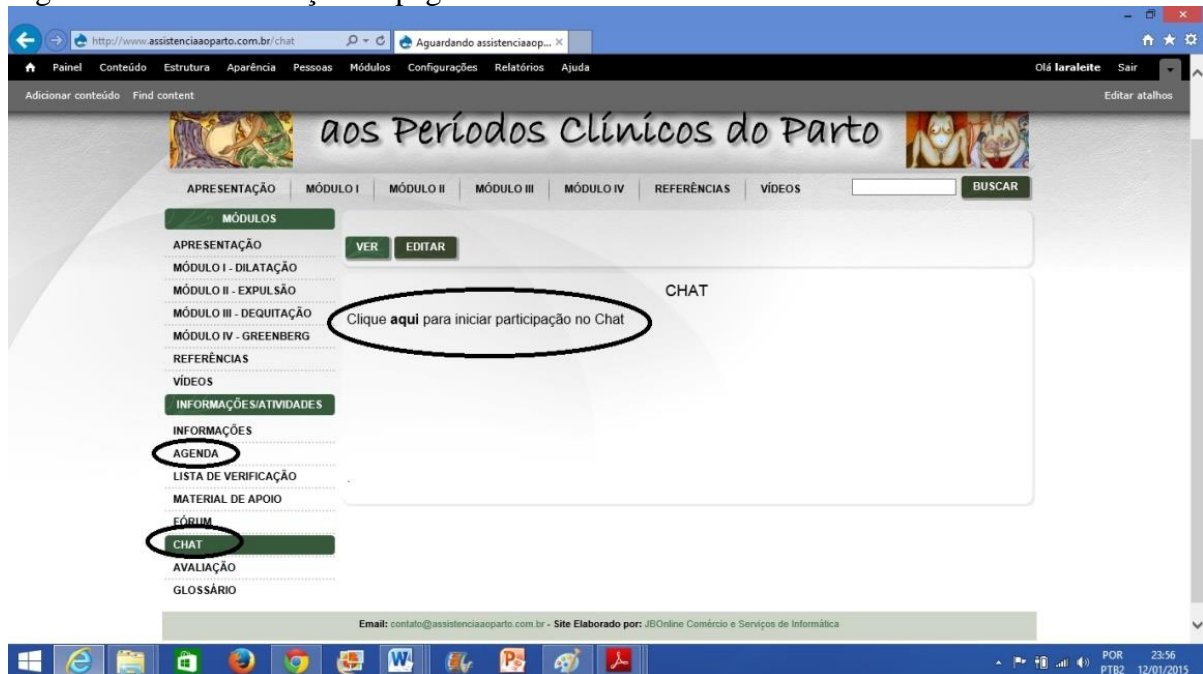 http://www.assistenciaaoparto.com.br/chat
Aguardando assistenciaaop...
Painel Conteúdo Estrutura Aparência Pessoas Módulos Configurações Relatórios Ajuda
Olá laraleite Sair
Adicionar conteúdo Find content
Editar atalhos
aos Períodos Clínicos do Parto
APRESENTAÇÃO MÓDULO I MÓDULO II MÓDULO III MÓDULO IV REFERÊNCIAS VÍDEOS BUSCAR
MÓDULOS
APRESENTAÇÃO
MÓDULO I - DILATAÇÃO
MÓDULO II - EXPULSÃO
MÓDULO III - DEQUITAÇÃO
MÓDULO IV - GREENBERG
REFERÊNCIAS
VÍDEOS
INFORMAÇÕES/ATIVIDADES
INFORMAÇÕES
AGENDA
LISTA DE VERIFICAÇÃO
MATERIAL DE APOIO
FÓRUM
CHAT
AVALIAÇÃO
GLOSSÁRIO
VER EDITAR
CHAT
Clique aqui para iniciar participação no Chat
Email: contato@assistenciaaoparto.com.br - Site Elaborado por: JBOnline Comércio e Serviços de Informática
POR 23:56
PTB2 12/01/2015